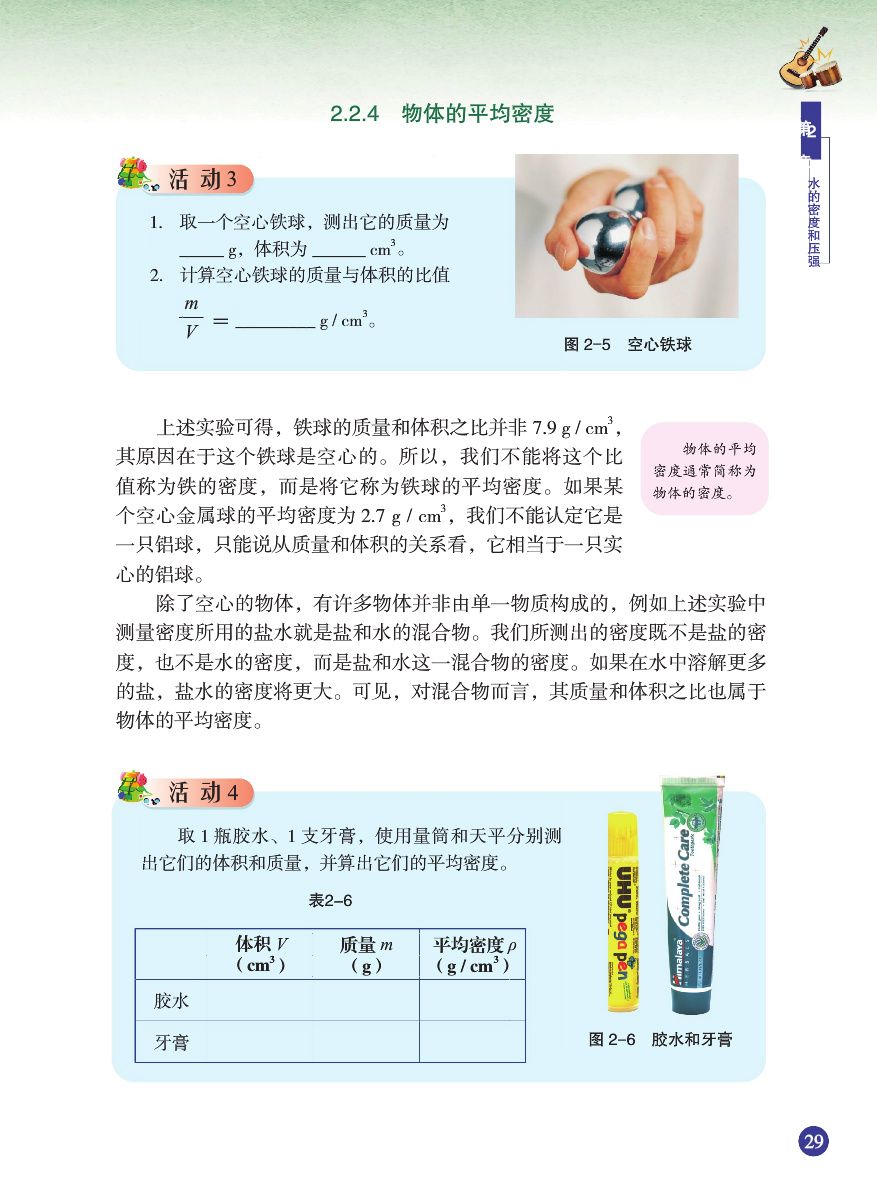 2.2.4 物体的平均密度
第2章
水的密度和压强
活动3
1. 取一个空心铁球，测出它的质量为
_____ g，体积为 ______ cm³。
2. 计算空心铁球的质量与体积的比值
m
— = _________ g / cm³。
V
图 2-5 空心铁球
上述实验可得，铁球的质量和体积之比并非 7.9 g / cm³，
其原因在于这个铁球是空心的。所以，我们不能将这个比
值称为铁的密度，而是将它称为铁球的平均密度。如果某
个空心金属球的平均密度为 2.7 g / cm³，我们不能认定它是
一只铝球，只能说从质量和体积的关系看，它相当于一只实
心的铝球。
物体的平均
密度通常简称为
物体的密度。
除了空心的物体，有许多物体并非由单一物质构成的，例如上述实验中
测量密度所用的盐水就是盐和水的混合物。我们所测出的密度既不是盐的密
度，也不是水的密度，而是盐和水这一混合物的密度。如果在水中溶解更多
的盐，盐水的密度将更大。可见，对混合物而言，其质量和体积之比也属于
物体的平均密度。
活动4
取 1 瓶胶水、1 支牙膏，使用量筒和天平分别测
出它们的体积和质量，并算出它们的平均密度。
表2-6
体积 V 质量 m 平均密度 ρ
（cm³） （g） （g / cm³）
胶水
牙膏
UHU pega pen
Himalaya HERBALS
Complete Care
Toothpaste
图 2-6 胶水和牙膏
29